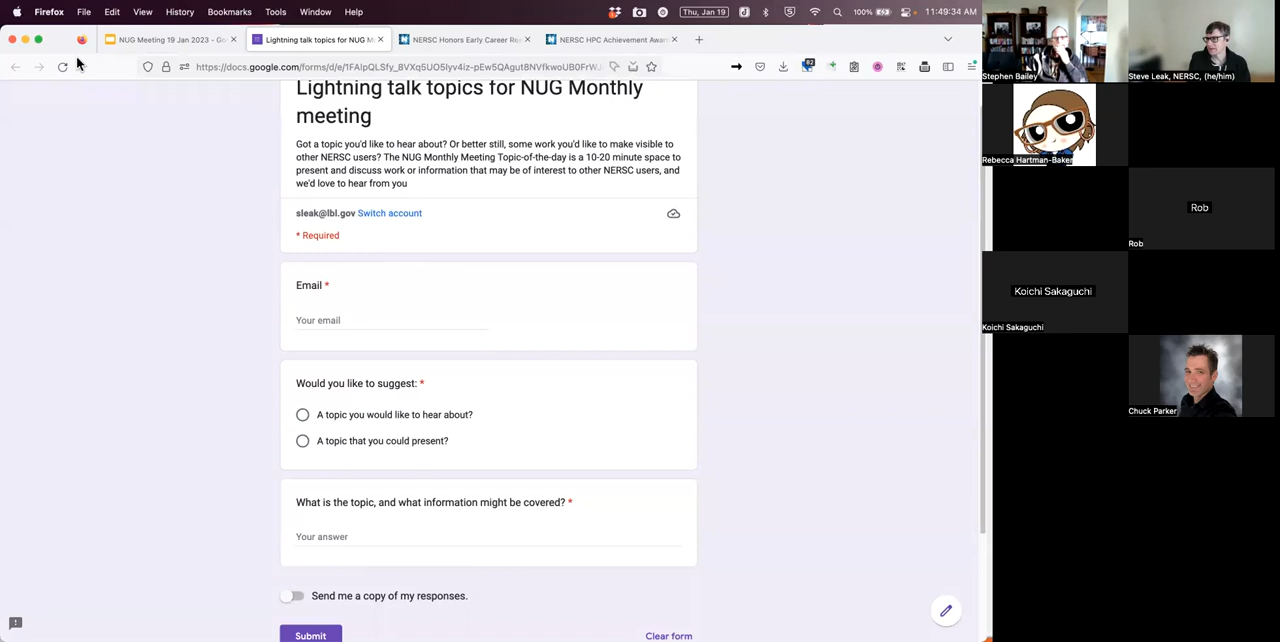 Firefox File Edit View History Bookmarks Tools Window Help
Thu, Jan 19 100% 11:49:34 AM
NUG Meeting 19 Jan 2023 - Go
Lightning talk topics for NUG M
NERSC Honors Early Career Re
NERSC HPC Achievement Awar
82
Lightning talk topics for NUG Monthly
meeting
Got a topic you'd like to hear about? Or better still, some work you'd like to make visible to
other NERSC users? The NUG Monthly Meeting Topic-of-the-day is a 10-20 minute space to
present and discuss work or information that may be of interest to other NERSC users, and
we'd love to hear from you
sleak@lbl.gov Switch account
* Required
Email *
Your email
Would you like to suggest: *
A topic you would like to hear about?
A topic that you could present?
What is the topic, and what information might be covered? *
Your answer
Send me a copy of my responses.
Submit
Clear form
Stephen Bailey
Steve Leak, NERSC, (he/him)
Rebecca Hartman-Baker
Rob
Rob
Koichi Sakaguchi
Koichi Sakaguchi
Chuck Parker